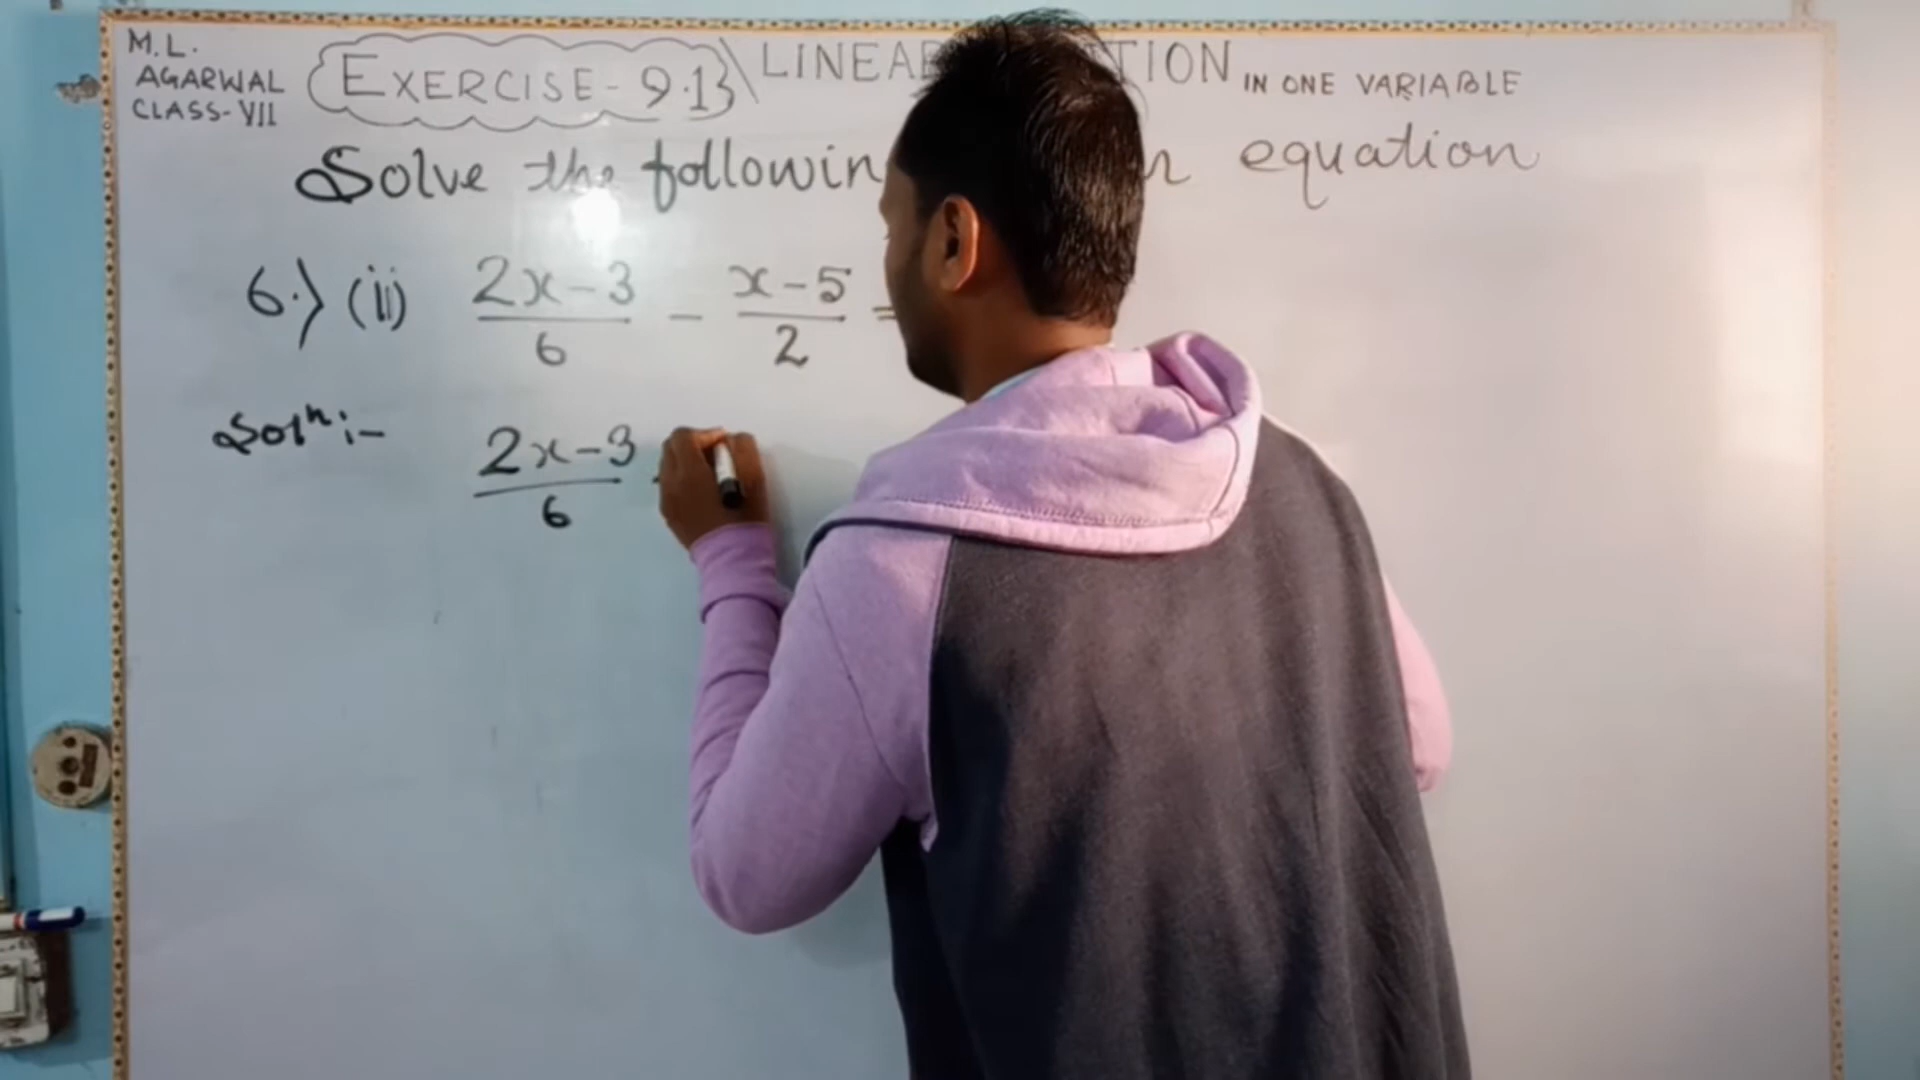 M.L.
AGARWAL
CLASS-VII
EXERCISE-9.1
LINEA TION IN ONE VARIABLE
Solve the followin equation
6.) (ii) (2x-3)/6 - (x-5)/2 =
Solⁿ:- (2x-3)/6